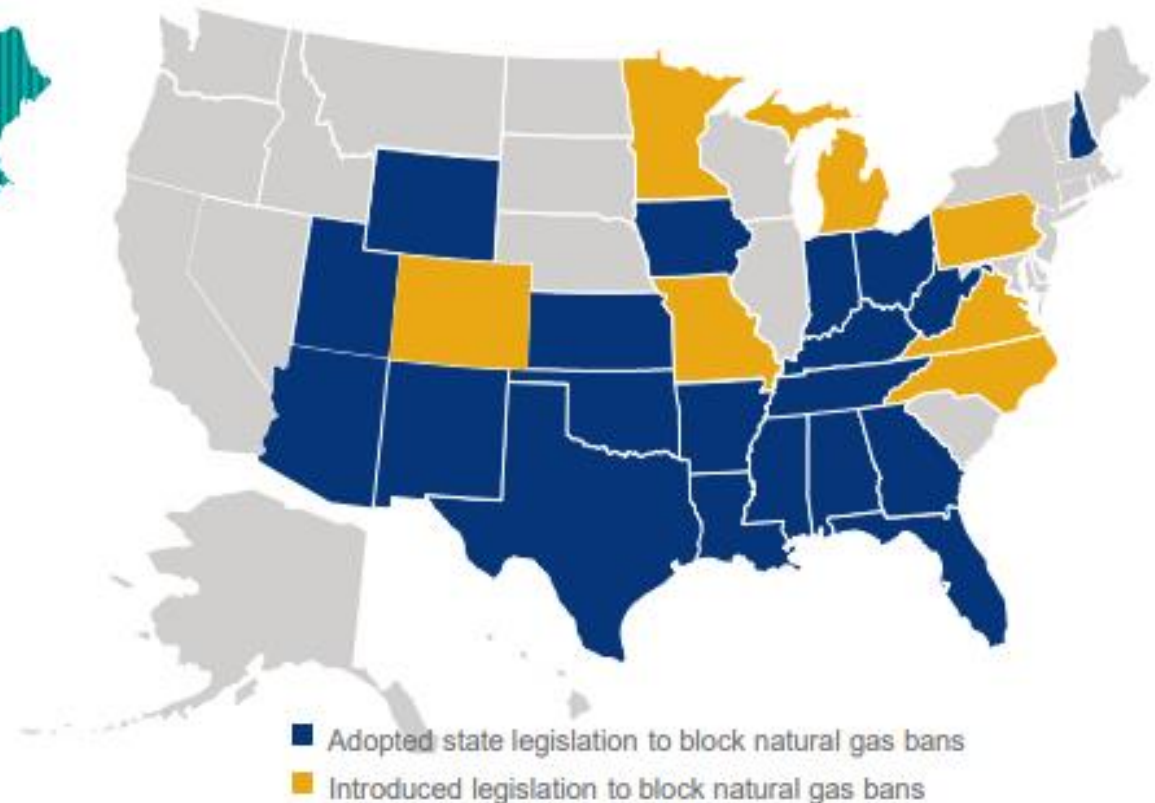 Adopted state legislation to block natural gas bans
Introduced legislation to block natural gas bans